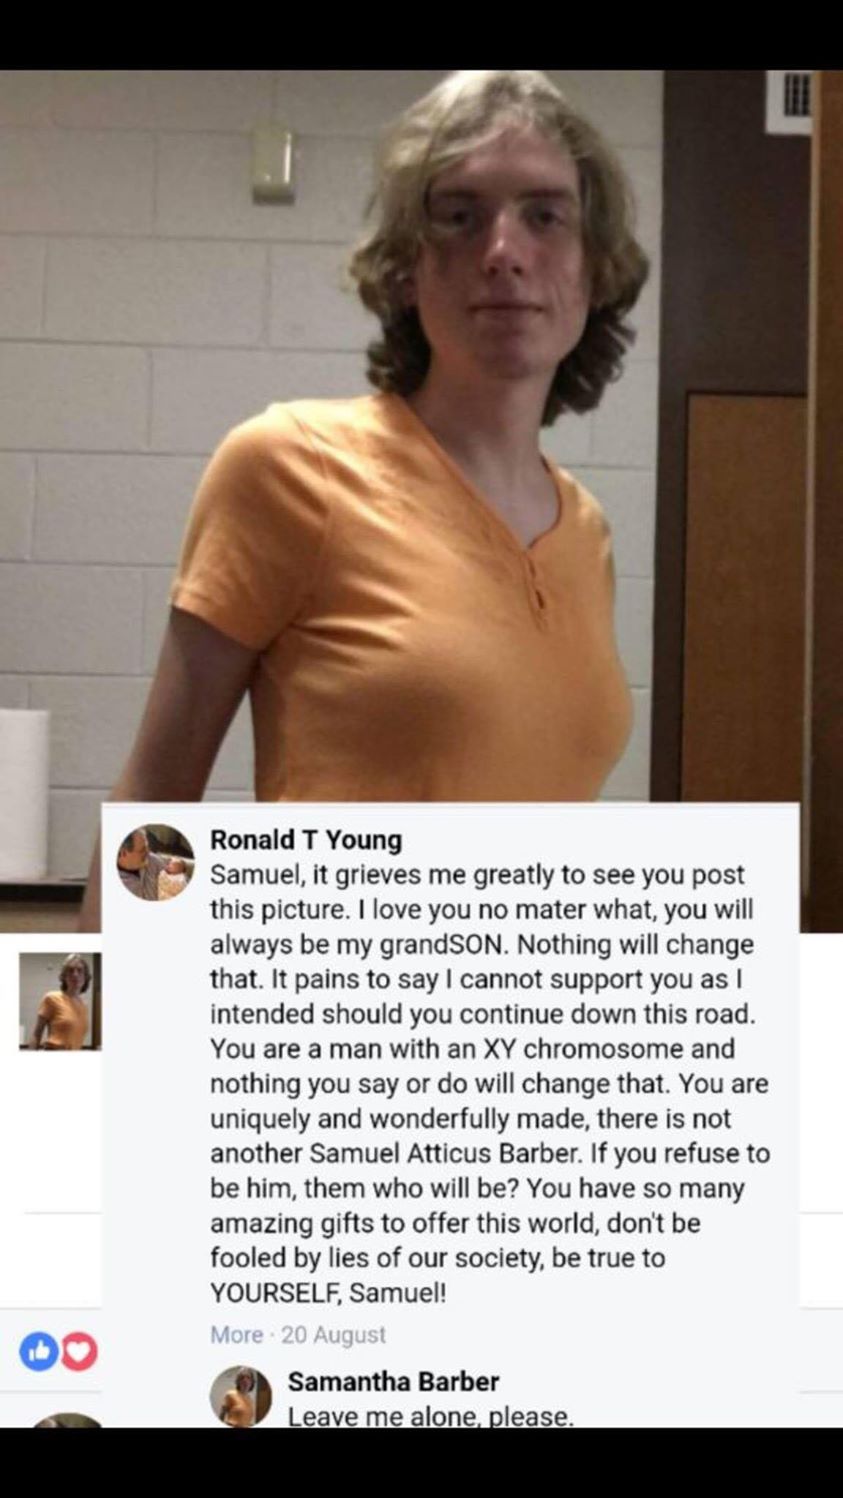 Ronald T Young
Samuel, it grieves me greatly to see you post
this picture. I love you no mater what, you will
always be my grandSON. Nothing will change
that. It pains to say I cannot support you as I
intended should you continue down this road.
You are a man with an XY chromosome and
nothing you say or do will change that. You are
uniquely and wonderfully made, there is not
another Samuel Atticus Barber. If you refuse to
be him, them who will be? You have so many
amazing gifts to offer this world, don't be
fooled by lies of our society, be true to
YOURSELF, Samuel!
More · 20 August
Samantha Barber
Leave me alone, please.